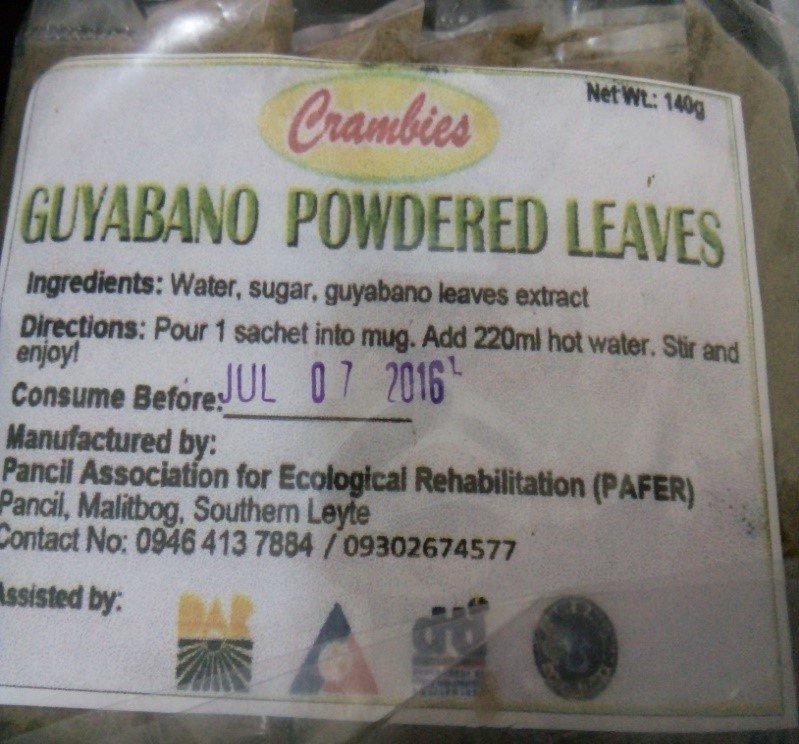 Crambies
Net Wt.: 140g
GUYABANO POWDERED LEAVES
Ingredients: Water, sugar, guyabano leaves extract
Directions: Pour 1 sachet into mug. Add 220ml hot water. Stir and
enjoy!
Consume Before: JUL 07 2016
Manufactured by:
Pancil Association for Ecological Rehabilitation (PAFER)
Pancil, Malitbog, Southern Leyte
Contact No: 0946 413 7884 / 09302674577
Assisted by:
DAR
dti